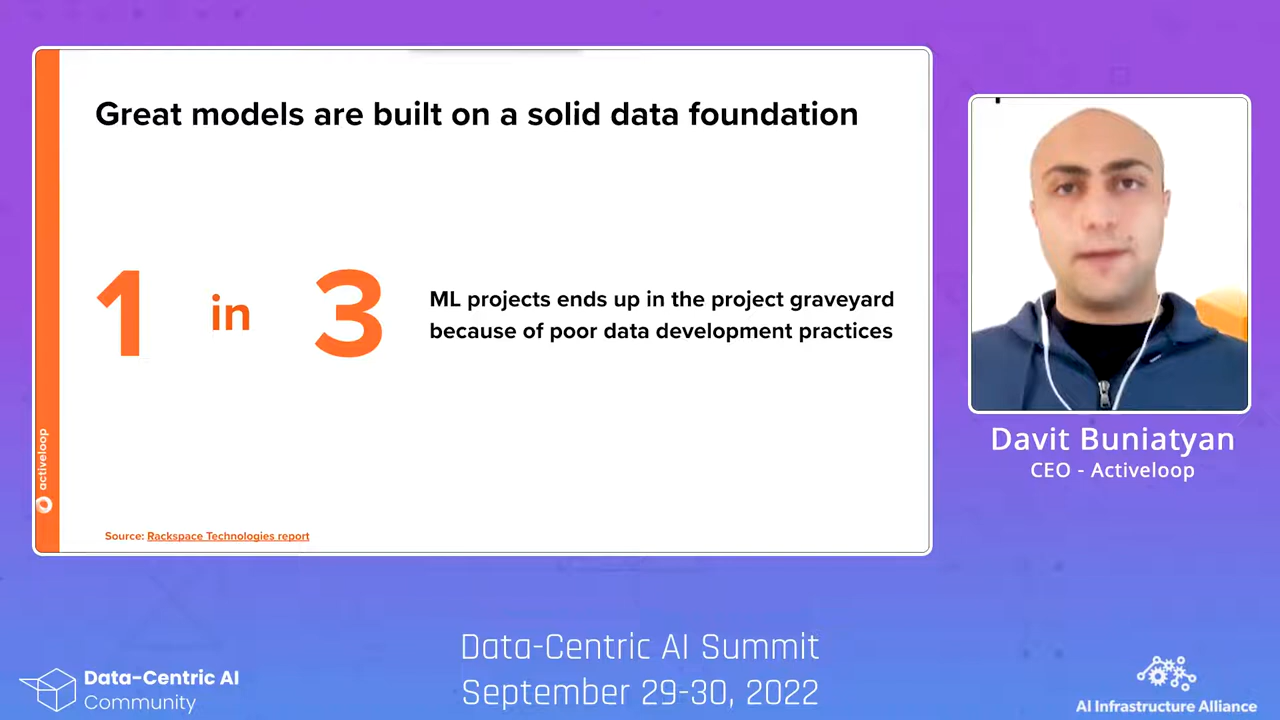 Great models are built on a solid data foundation
1 in 3
ML projects ends up in the project graveyard
because of poor data development practices
activeloop
Source: Rackspace Technologies report
Davit Buniatyan
CEO - Activeloop
Data-Centric AI Summit
September 29-30, 2022
Data-Centric AI
Community
AI Infrastructure Alliance